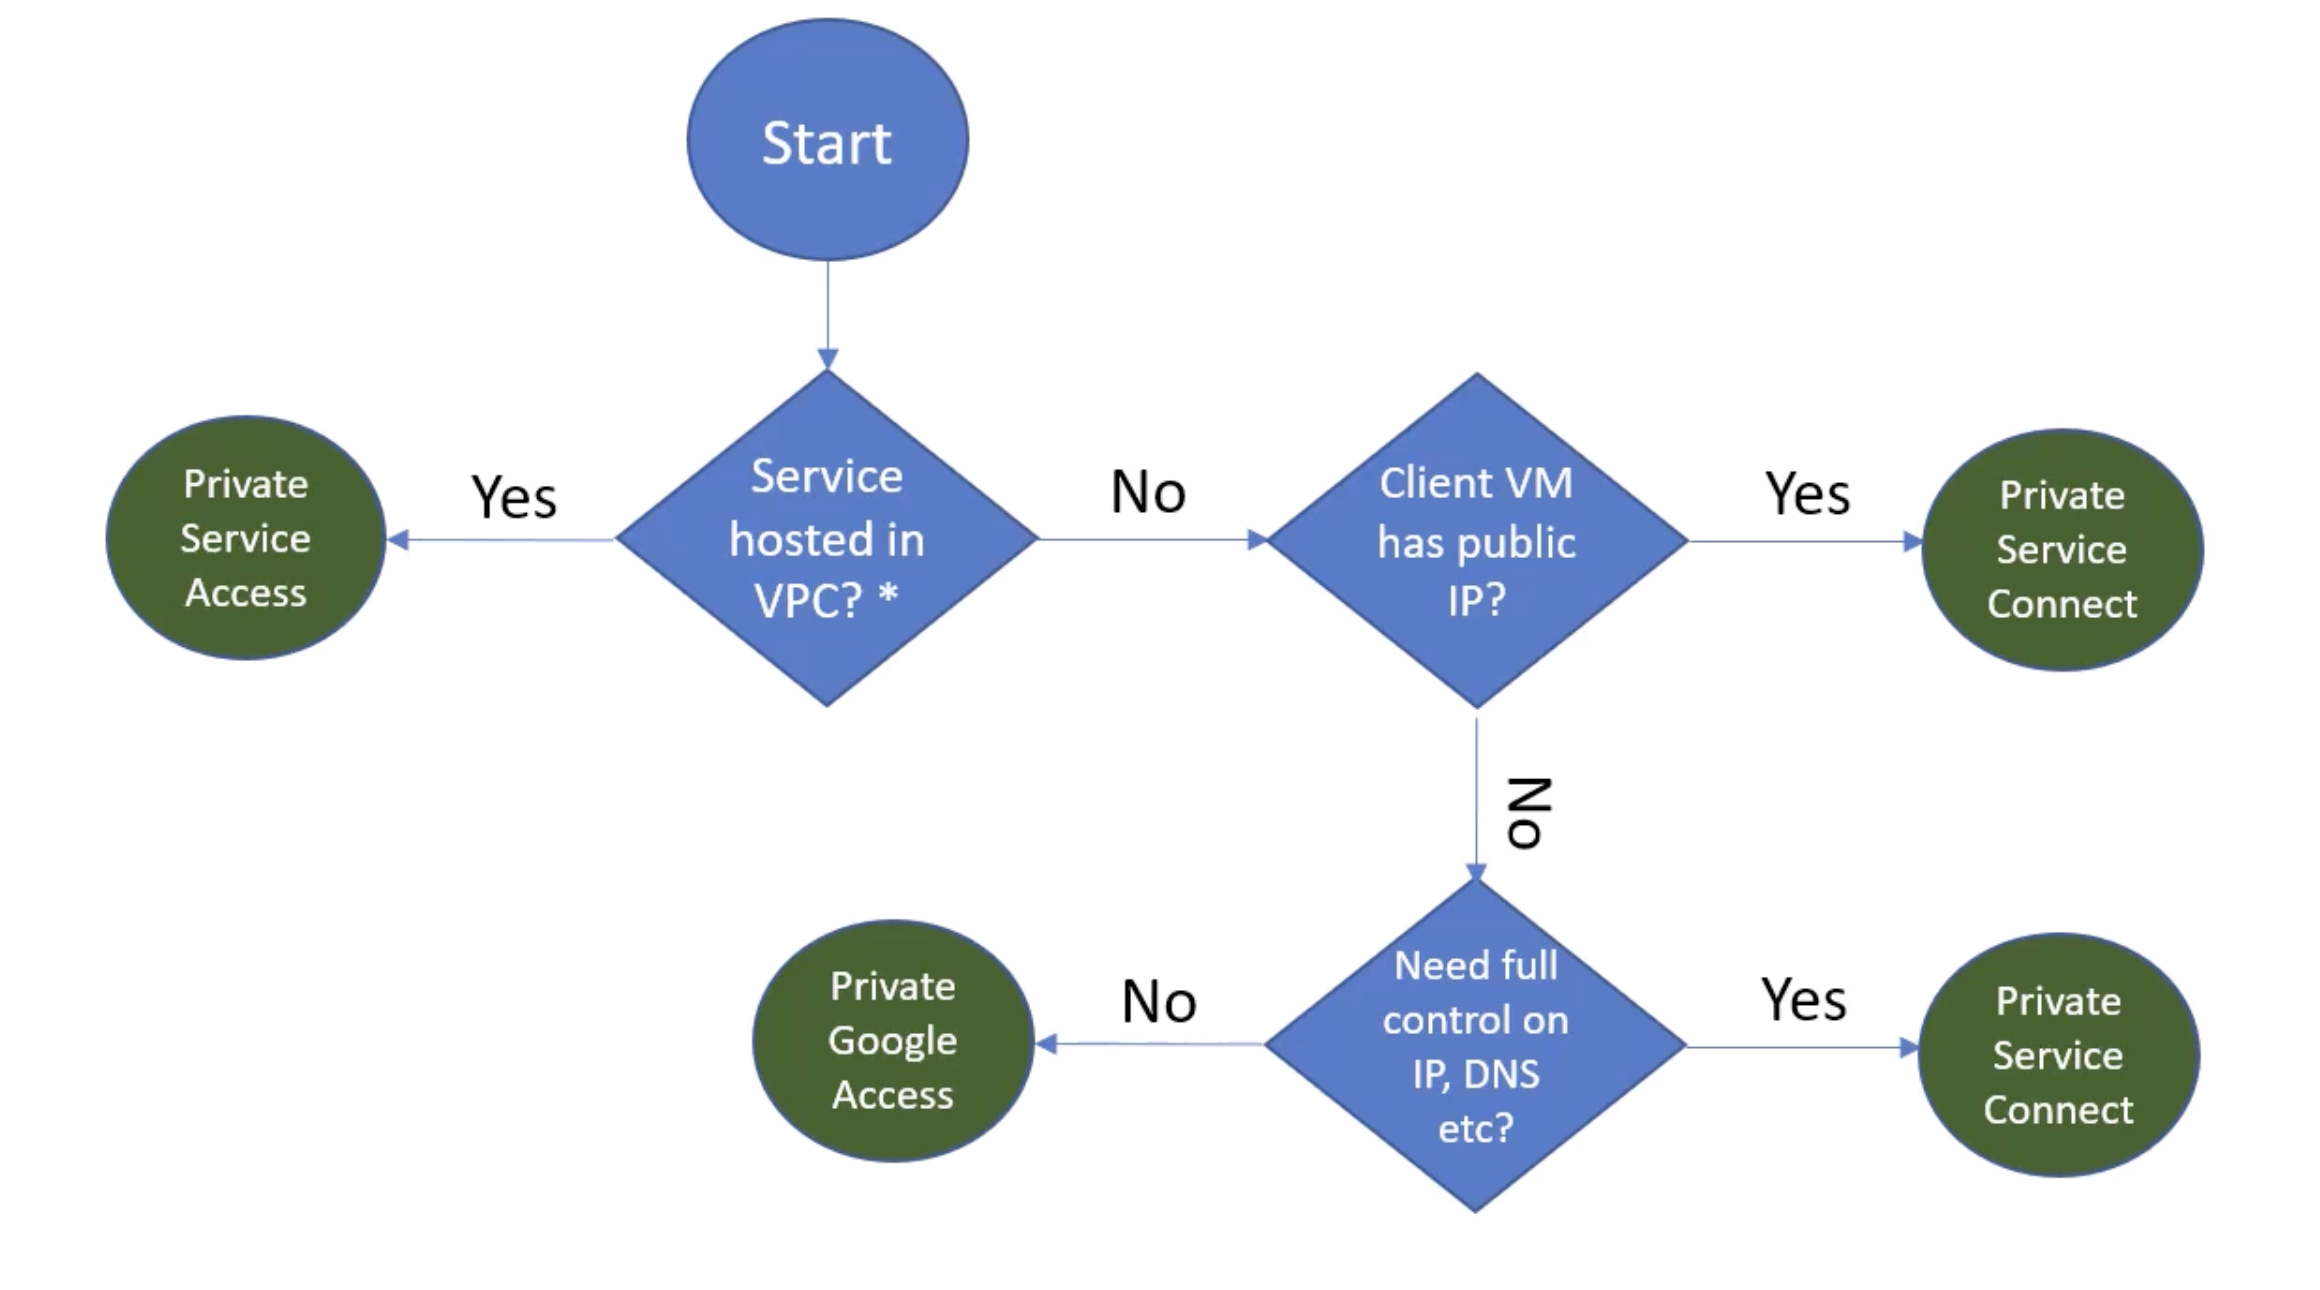 Start
Private
Service
Access
Yes
Service
hosted in
VPC? *
No
Client VM
has public
IP?
Yes
Private
Service
Connect
No
Private
Google
Access
No
Need full
control on
IP, DNS
etc?
Yes
Private
Service
Connect